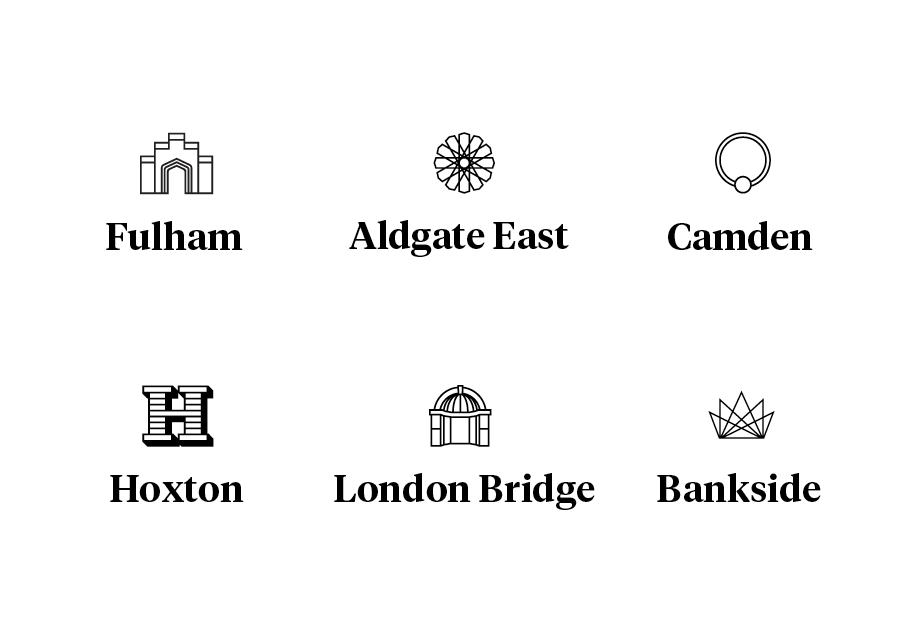 Fulham
Aldgate East
Camden
H
Hoxton
London Bridge
Bankside